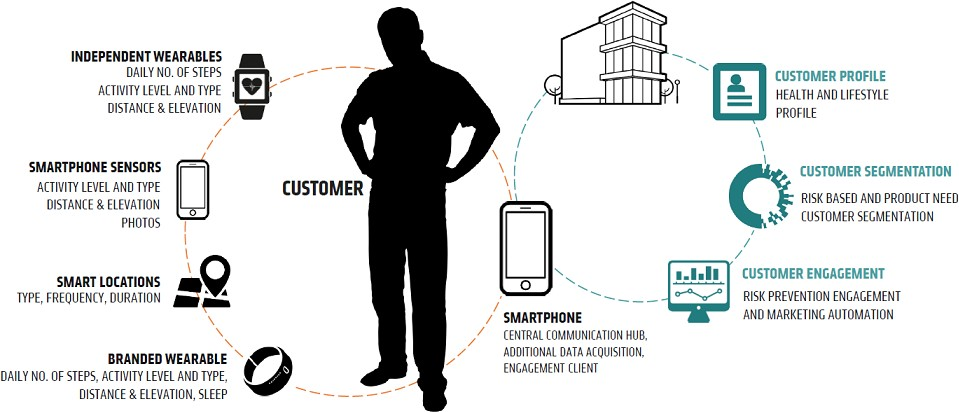 INDEPENDENT WEARABLES
DAILY NO. OF STEPS
ACTIVITY LEVEL AND TYPE
DISTANCE & ELEVATION
SMARTPHONE SENSORS
ACTIVITY LEVEL AND TYPE
DISTANCE & ELEVATION
PHOTOS
SMART LOCATIONS
TYPE, FREQUENCY, DURATION
BRANDED WEARABLE
DAILY NO. OF STEPS, ACTIVITY LEVEL AND TYPE,
DISTANCE & ELEVATION, SLEEP
CUSTOMER
SMARTPHONE
CENTRAL COMMUNICATION HUB,
ADDITIONAL DATA ACQUISITION,
ENGAGEMENT CLIENT
CUSTOMER PROFILE
HEALTH AND LIFESTYLE
PROFILE
CUSTOMER SEGMENTATION
RISK BASED AND PRODUCT NEED
CUSTOMER SEGMENTATION
CUSTOMER ENGAGEMENT
RISK PREVENTION ENGAGEMENT
AND MARKETING AUTOMATION